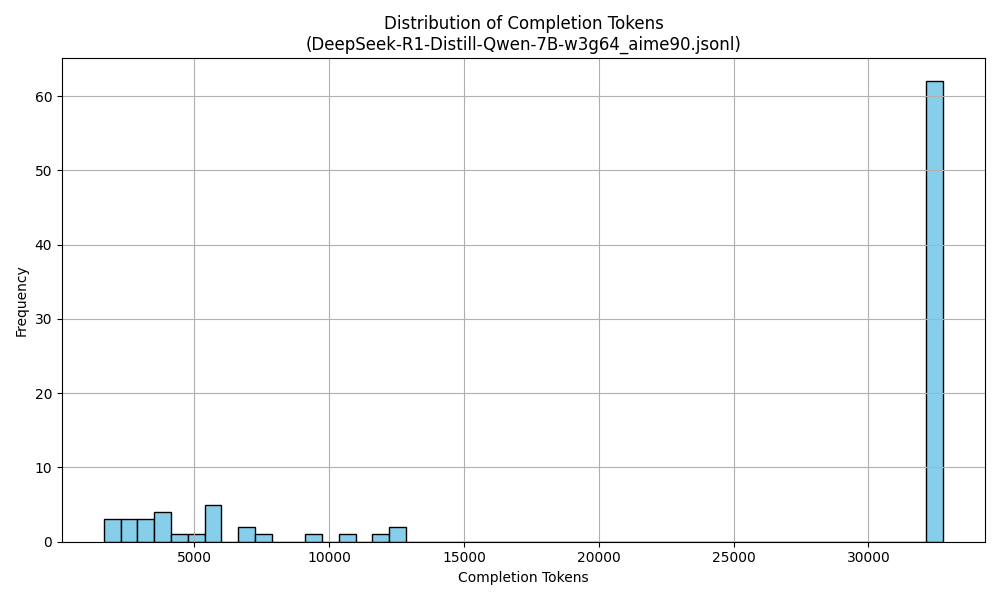 Distribution of Completion Tokens
(DeepSeek-R1-Distill-Qwen-7B-w3g64_aime90.jsonl)
Frequency
60
50
40
30
20
10
0
5000 10000 15000 20000 25000 30000
Completion Tokens